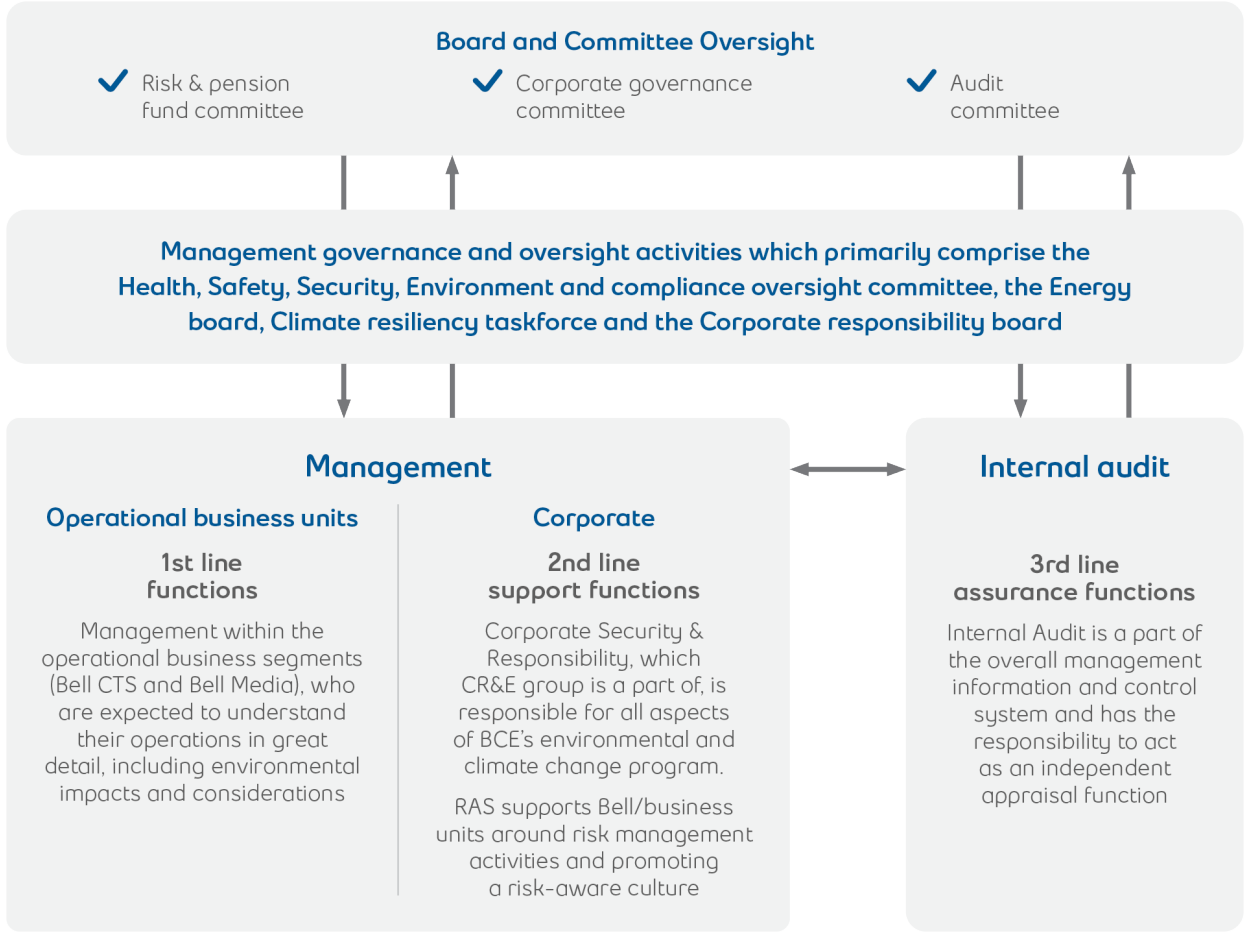 Board and Committee Oversight
Risk & pension
fund committee
Corporate governance
committee
Audit
committee
Management governance and oversight activities which primarily comprise the
Health, Safety, Security, Environment and compliance oversight committee, the Energy
board, Climate resiliency taskforce and the Corporate responsibility board
Management
Operational business units
1st line
functions
Management within the
operational business segments
(Bell CTS and Bell Media), who
are expected to understand
their operations in great
detail, including environmental
impacts and considerations
Corporate
2nd line
support functions
Corporate Security &
Responsibility, which
CR&E group is a part of, is
responsible for all aspects
of BCE’s environmental and
climate change program.
RAS supports Bell/business
units around risk management
activities and promoting
a risk-aware culture
Internal audit
3rd line
assurance functions
Internal Audit is a part of
the overall management
information and control
system and has the
responsibility to act
as an independent
appraisal function